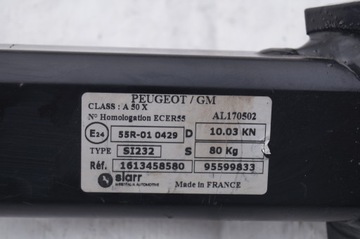 PEUGEOT / GM
CLASS : A 50 X
N° Homologation ECER55 AL170502
E24 55R-01 0429 D 10.03 KN
TYPE SI232 S 80 Kg
Réf. 1613458580 95599833
siarr
Made in FRANCE